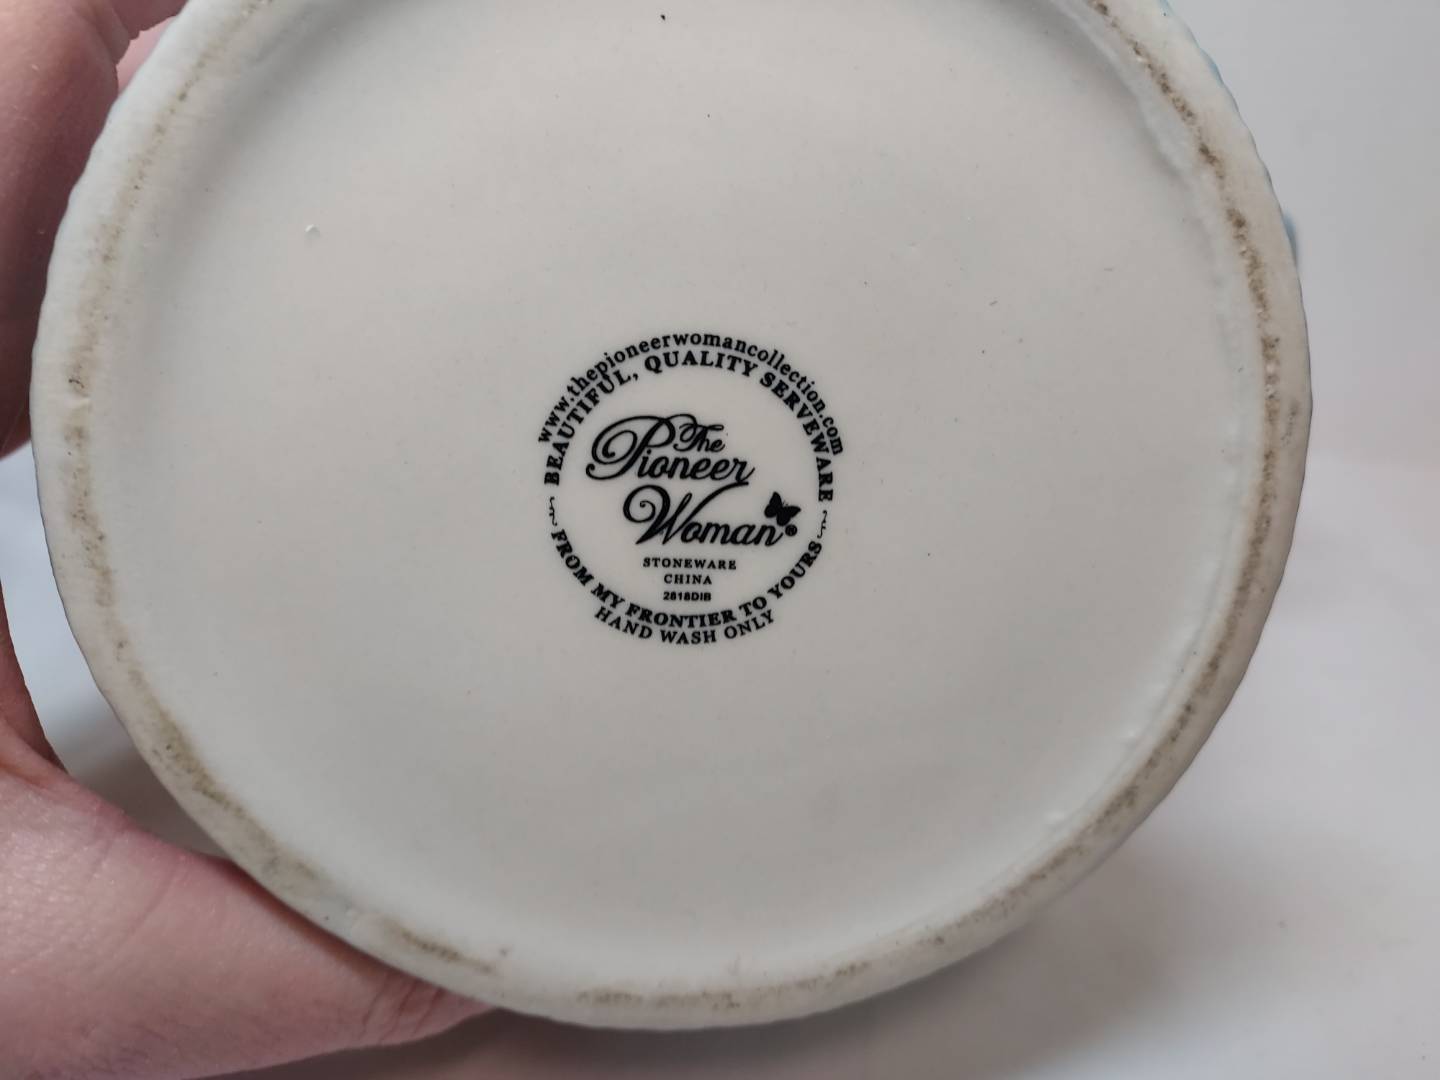 www.thepioneerwomancollection.com
BEAUTIFUL, QUALITY SERVEWARE
The
Pioneer
Woman®
STONEWARE
CHINA
2818DIB
FROM MY FRONTIER TO YOURS
HAND WASH ONLY